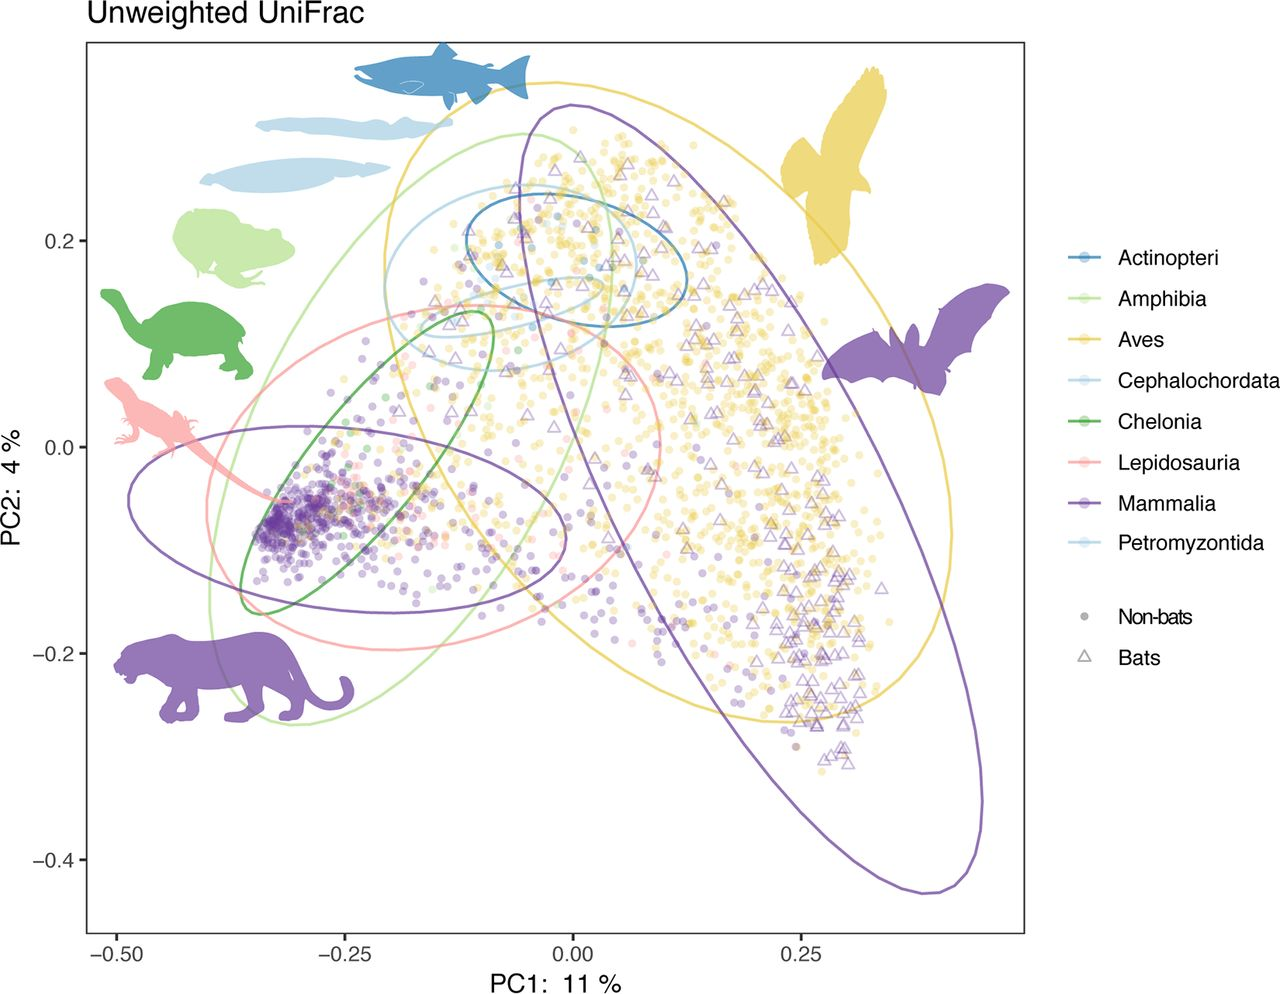 Unweighted UniFrac
PC2: 4 %
0.2
0.0
−0.2
−0.4
−0.50
−0.25
0.00
0.25
PC1: 11 %
Actinopteri
Amphibia
Aves
Cephalochordata
Chelonia
Lepidosauria
Mammalia
Petromyzontida
Non-bats
Bats